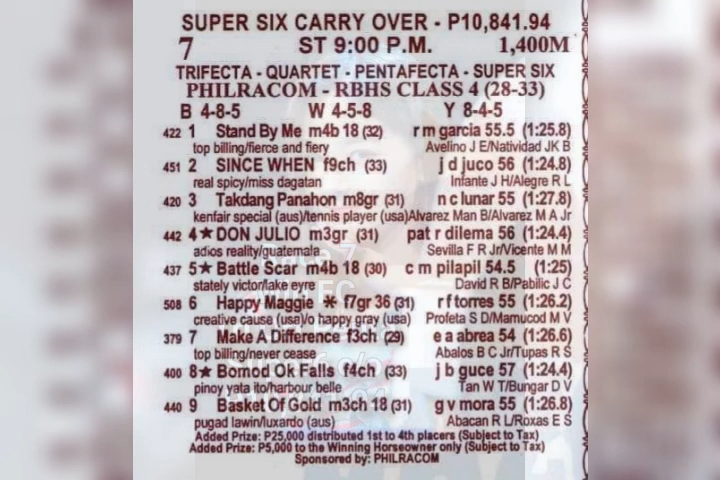 SUPER SIX CARRY OVER - P10,841.94
7 ST 9:00 P.M. 1,400M
TRIFECTA - QUARTET - PENTAFECTA - SUPER SIX
PHILRACOM - RBHS CLASS 4 (28-33)
B 4-8-5 W 4-5-8 Y 8-4-5
422 1 Stand By Me m4b 18 (32) r m garcia 55.5 (1:25.8)
top billing/fierce and fiery Avelino J E/Natividad JK B
451 2 SINCE WHEN f9ch (33) j d juco 56 (1:24.8)
real spicy/miss dagatan Infante J H/Alegre R L
420 3 Takdang Panahon m8gr (31) n c lunar 55 (1:27.8)
kenfair special (aus)/tennis player (usa)Alvarez Man B/Alvarez M A Jr
442 4★ DON JULIO m3gr (31) pat r dilema 56 (1:24.4)
adios reality/guatemala Sevilla F R Jr/Vicente M M
437 5★ Battle Scar m4b 18 (30) c m pilapil 54.5 (1:25)
stately victor/lake eyre David R B/Pabilic J C
508 6 Happy Maggie * f7gr 36 (31) r f torres 55 (1:26.2)
creative cause (usa)/o happy gray (usa) Profeta S D/Mamucod M V
379 7 Make A Difference f3ch (29) e a abrea 54 (1:26.6)
top billing/never cease Abalos B C Jr/Tupas R S
400 8★ Bomod Ok Falls f4ch (33) j b guce 57 (1:24.4)
pinoy yata ito/harbour belle Tan W T/Bungar D V
440 9 Basket Of Gold m3ch 18 (31) g v mora 55 (1:26.8)
pugad lawin/luxardo (aus) Abacan R L/Roxas E S
Added Prize: P25,000 distributed 1st to 4th placers (Subject to Tax)
Added Prize: P5,000 to the Winning Horseowner only (Subject to Tax)
Sponsored by: PHILRACOM